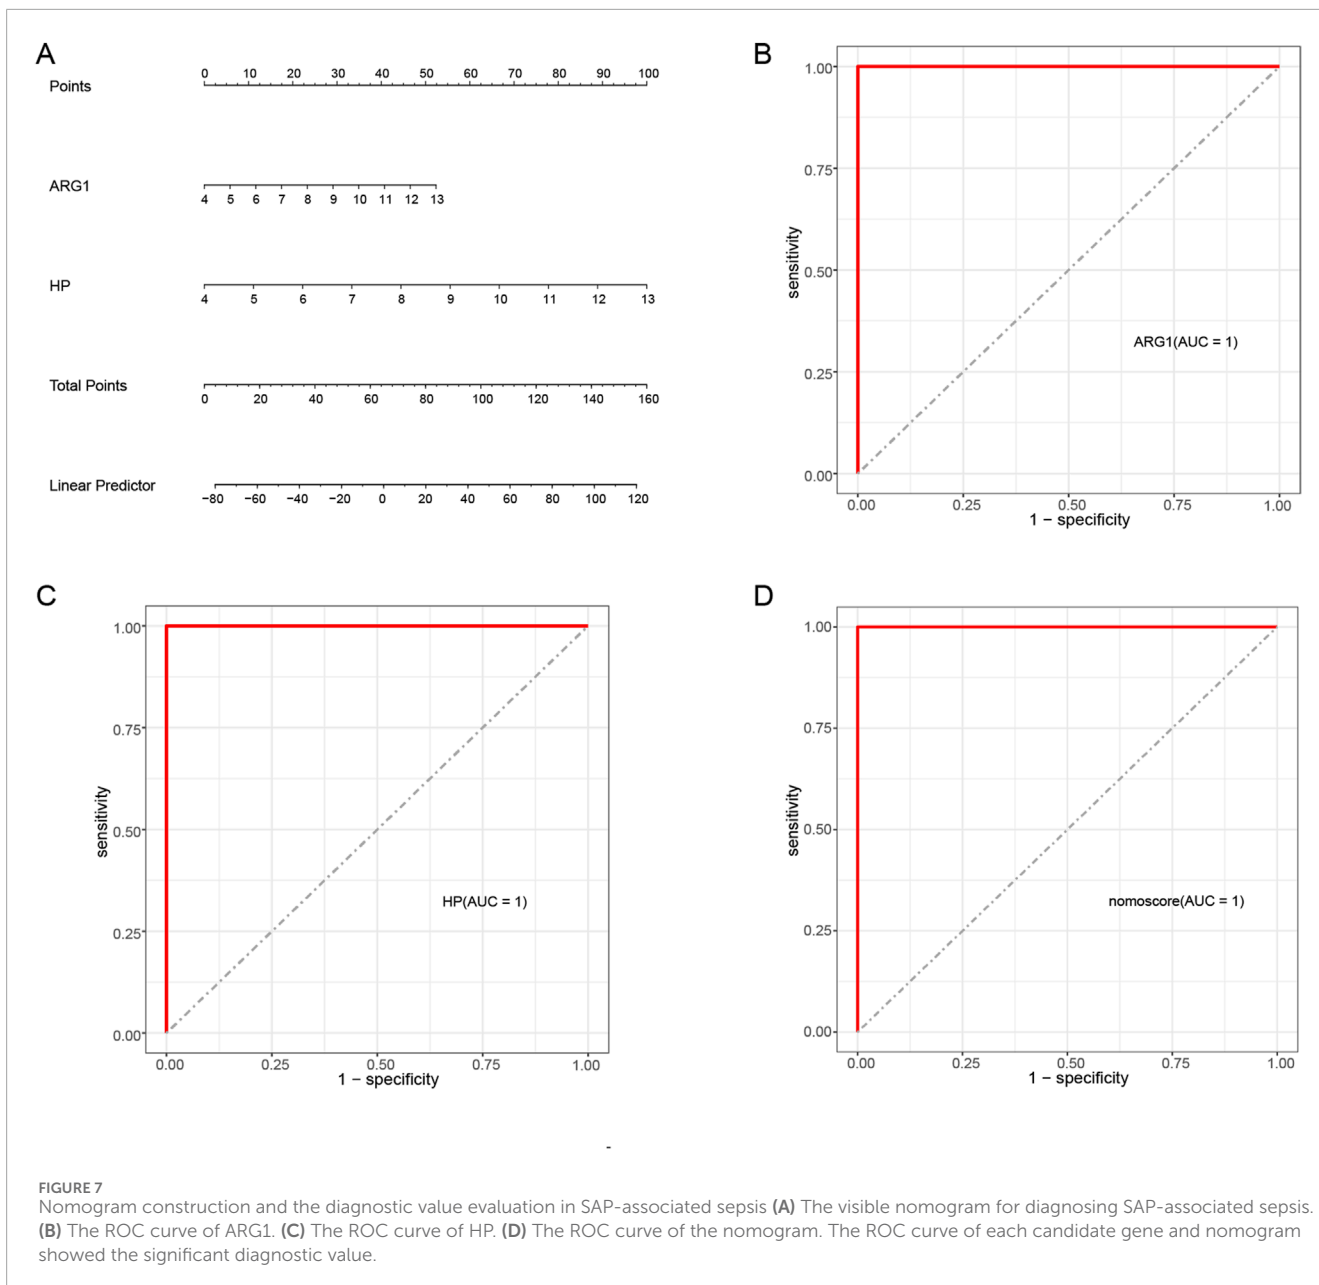 A
Points
0 10 20 30 40 50 60 70 80 90 100
ARG1
4 5 6 7 8 9 10 11 12 13
HP
4 5 6 7 8 9 10 11 12 13
Total Points
0 20 40 60 80 100 120 140 160
Linear Predictor
−80 −60 −40 −20 0 20 40 60 80 100 120
B
1.00
0.75
0.50
0.25
0.00
sensitivity
ARG1(AUC = 1)
0.00 0.25 0.50 0.75 1.00
1 − specificity
C
1.00
0.75
0.50
0.25
0.00
sensitivity
HP(AUC = 1)
0.00 0.25 0.50 0.75 1.00
1 − specificity
D
1.00
0.75
0.50
0.25
0.00
sensitivity
nomoscore(AUC = 1)
0.00 0.25 0.50 0.75 1.00
1 − specificity
-
FIGURE 7
Nomogram construction and the diagnostic value evaluation in SAP-associated sepsis (A) The visible nomogram for diagnosing SAP-associated sepsis.
(B) The ROC curve of ARG1. (C) The ROC curve of HP. (D) The ROC curve of the nomogram. The ROC curve of each candidate gene and nomogram
showed the significant diagnostic value.